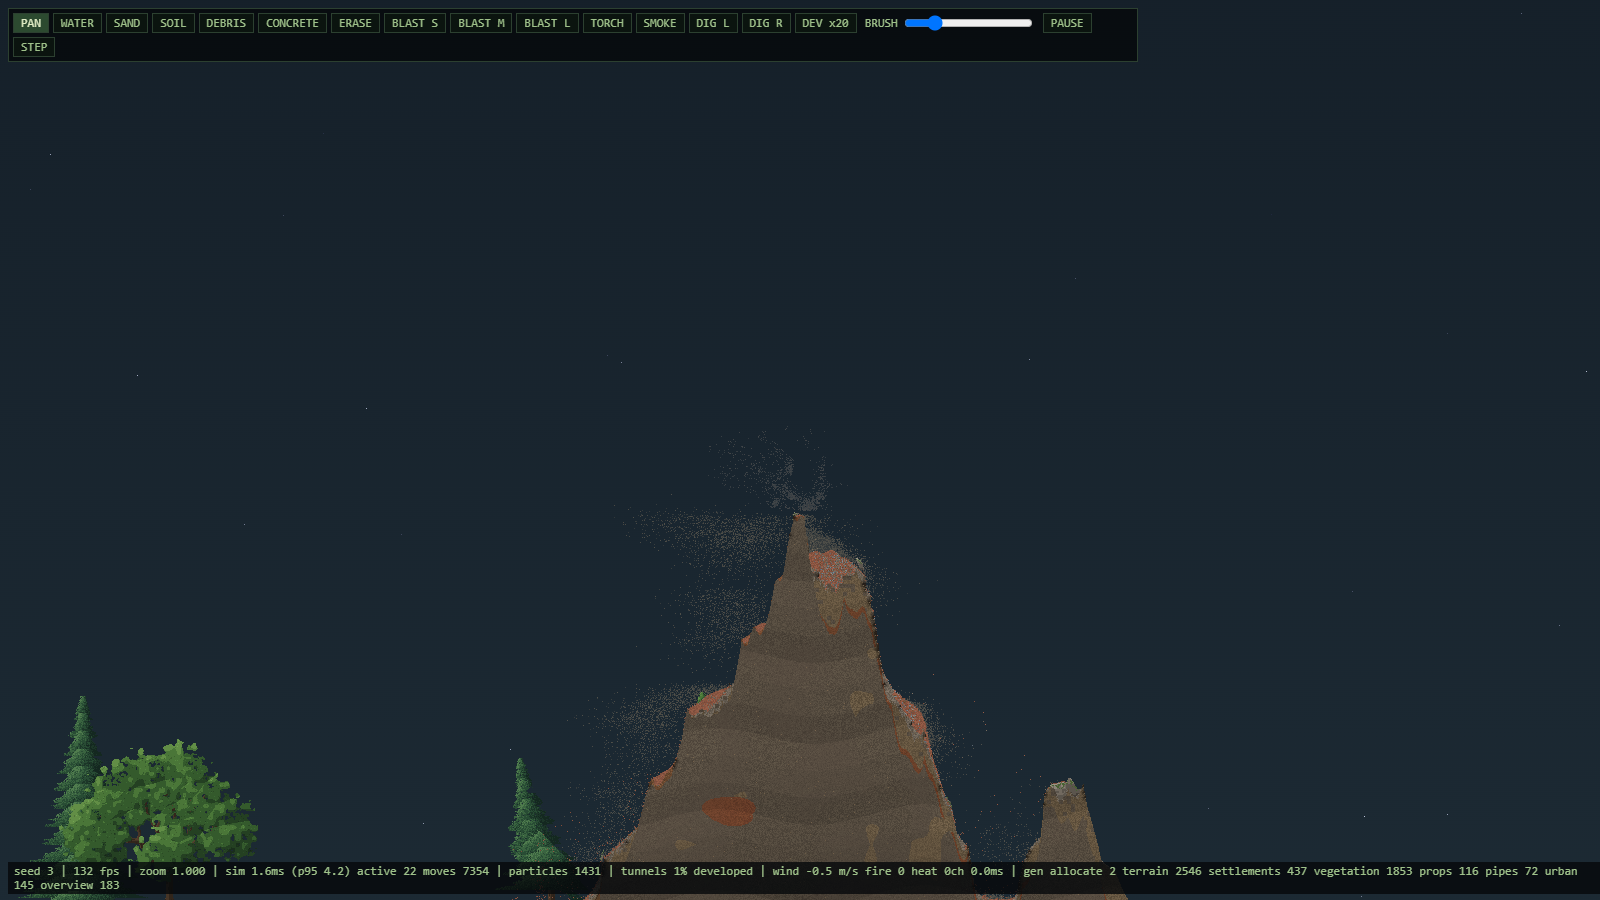 PAN WATER SAND SOIL DEBRIS CONCRETE ERASE BLAST S BLAST M BLAST L TORCH SMOKE DIG L DIG R DEV x20 BRUSH PAUSE
STEP
seed 3 | 132 fps | zoom 1.000 | sim 1.6ms (p95 4.2) active 22 moves 7354 | particles 1431 | tunnels 1% developed | wind -0.5 m/s fire 0 heat 0ch 0.0ms | gen allocate 2 terrain 2546 settlements 437 vegetation 1853 props 116 pipes 72 urban
145 overview 183